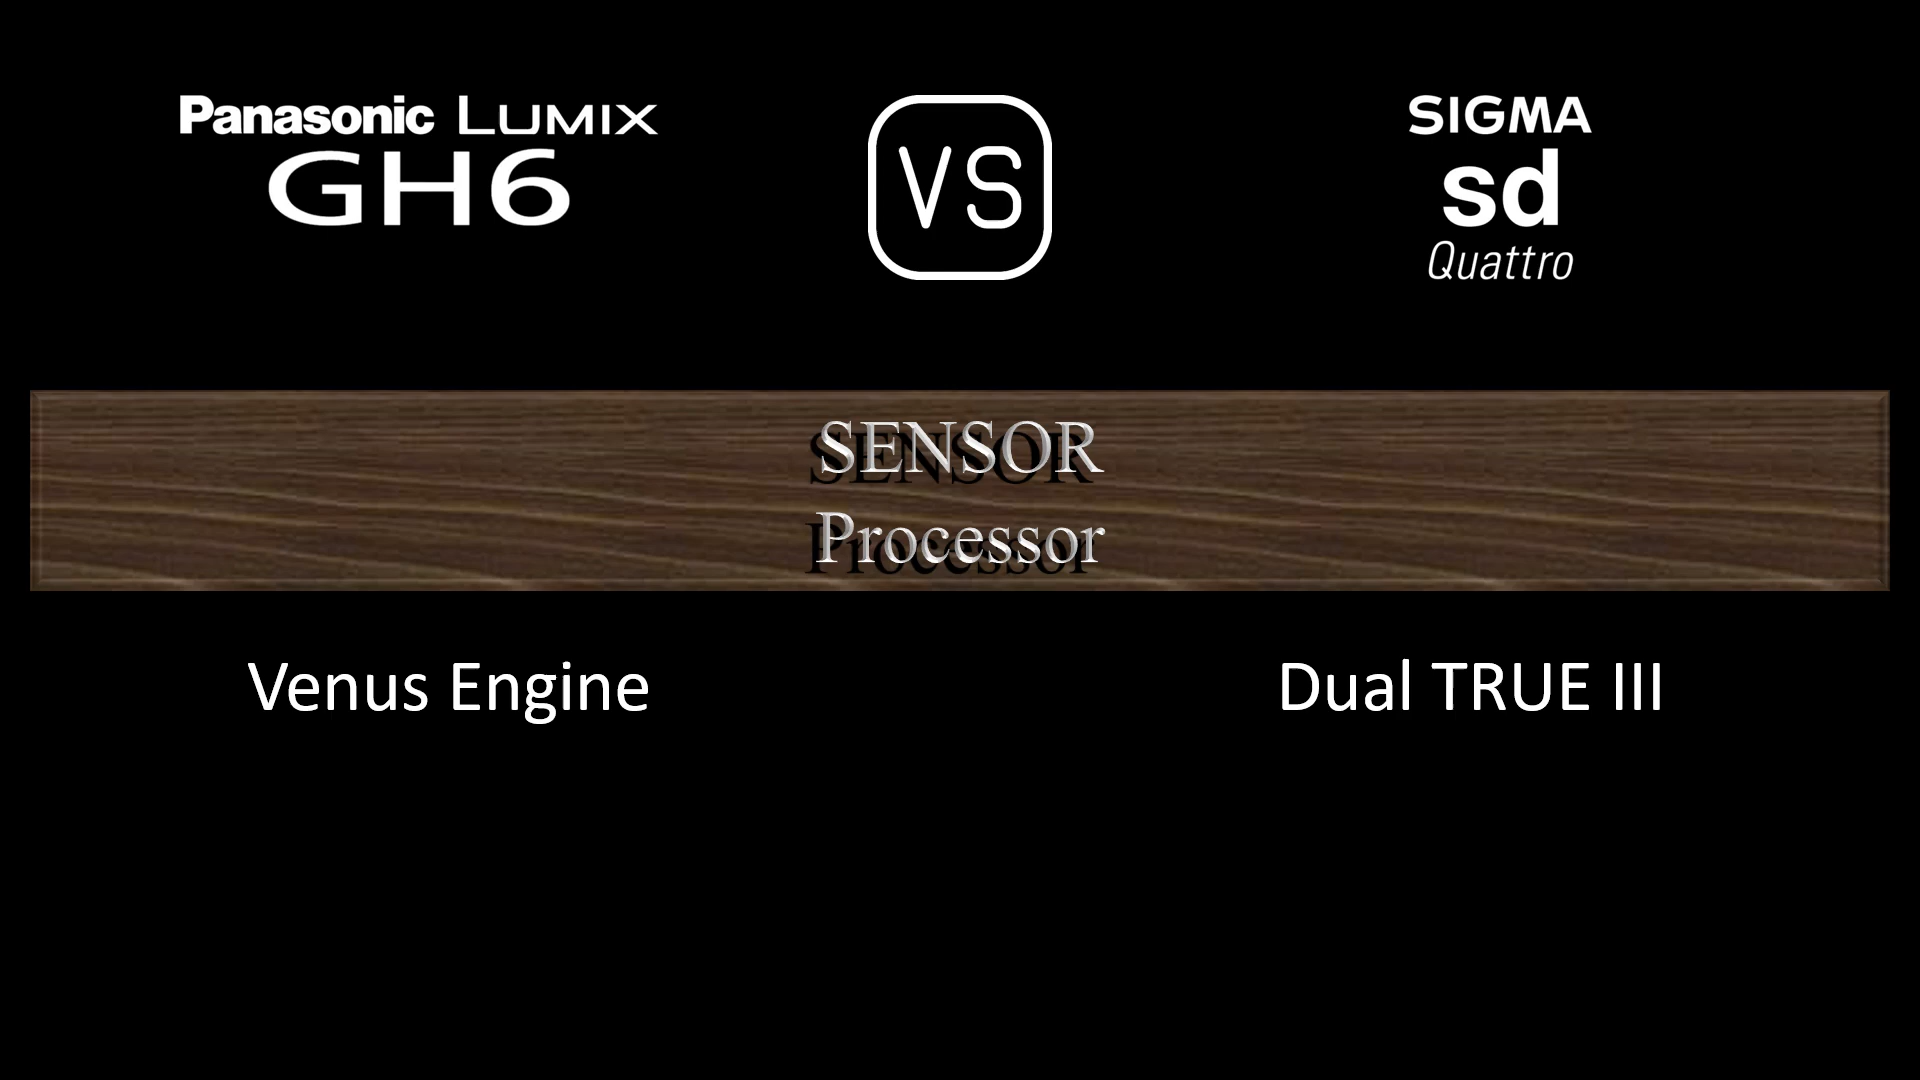 Panasonic LUMIX
GH6
VS
SIGMA
sd
Quattro
SENSOR
Processor
Venus Engine
Dual TRUE III